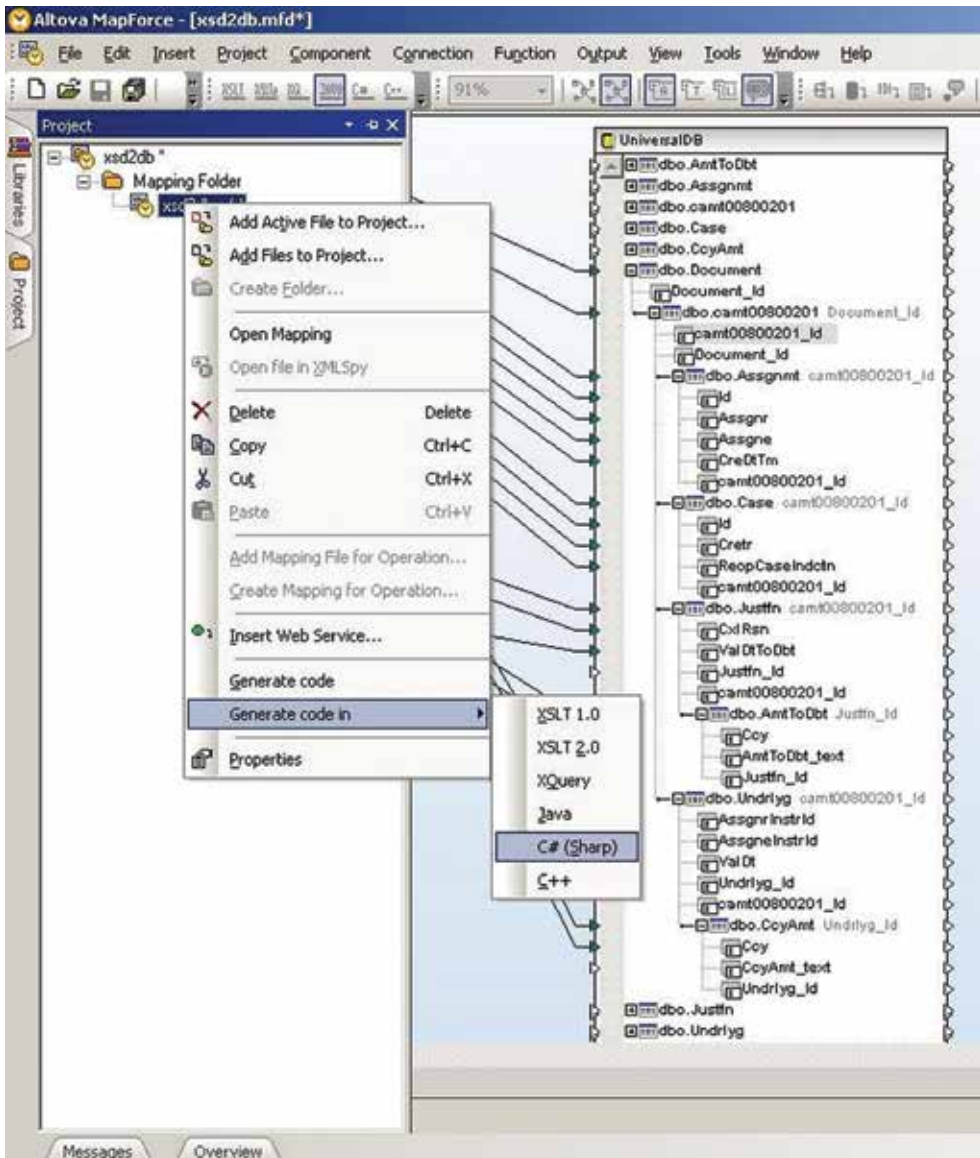 Altova MapForce - [xsd2db.mfd*]
File Edit Insert Project Component Connection Function Output View Tools Window Help
91%
Project
Libraries
Project
xsd2db *
Mapping Folder
Add Active File to Project...
Add Files to Project...
Create Folder...
Open Mapping
Open file in XMLSpy
Delete Delete
Copy Ctrl+C
Cut Ctrl+X
Paste Ctrl+V
Add Mapping File for Operation...
Create Mapping for Operation...
Insert Web Service...
Generate code
Generate code in
Properties
XSLT 1.0
XSLT 2.0
XQuery
Java
C# (Sharp)
C++
UniversalDB
dbo.AmtToDbt
dbo.Assgnmt
dbo.camt00800201
dbo.Case
dbo.CcyAmt
dbo.Document
Document_Id
dbo.camt00800201 Document_Id
camt00800201_Id
Document_Id
dbo.Assgnmt camt00800201_Id
Id
Assgnr
Assgne
CreDtTm
camt00800201_Id
dbo.Case camt00800201_Id
Id
Cretr
ReopCaseIndctn
camt00800201_Id
dbo.Justfn camt00800201_Id
CxlRsn
ValDtToDbt
Justfn_Id
camt00800201_Id
dbo.AmtToDbt Justfn_Id
Ccy
AmtToDbt_text
Justfn_Id
dbo.Undrlyg camt00800201_Id
AssgnrInstrId
AssgneInstrId
ValDt
Undrlyg_Id
camt00800201_Id
dbo.CcyAmt Undrlyg_Id
Ccy
CcyAmt_text
Undrlyg_Id
dbo.Justfn
dbo.Undrlyg
Messages Overview